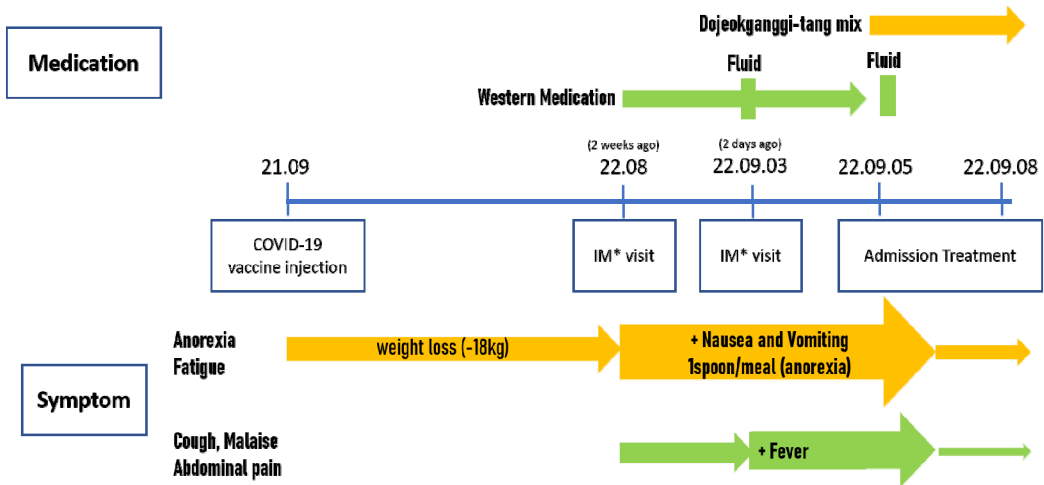 Dojeokganggi-tang mix
Medication
Fluid
Fluid
Western Medication
(2 weeks ago)
(2 days ago)
21.09
22.08
22.09.03
22.09.05
22.09.08
COVID-19
vaccine injection
IM* visit
IM* visit
Admission Treatment
Anorexia
Fatigue
weight loss (-18kg)
+ Nausea and Vomiting
1spoon/meal (anorexia)
Symptom
Cough, Malaise
Abdominal pain
+ Fever